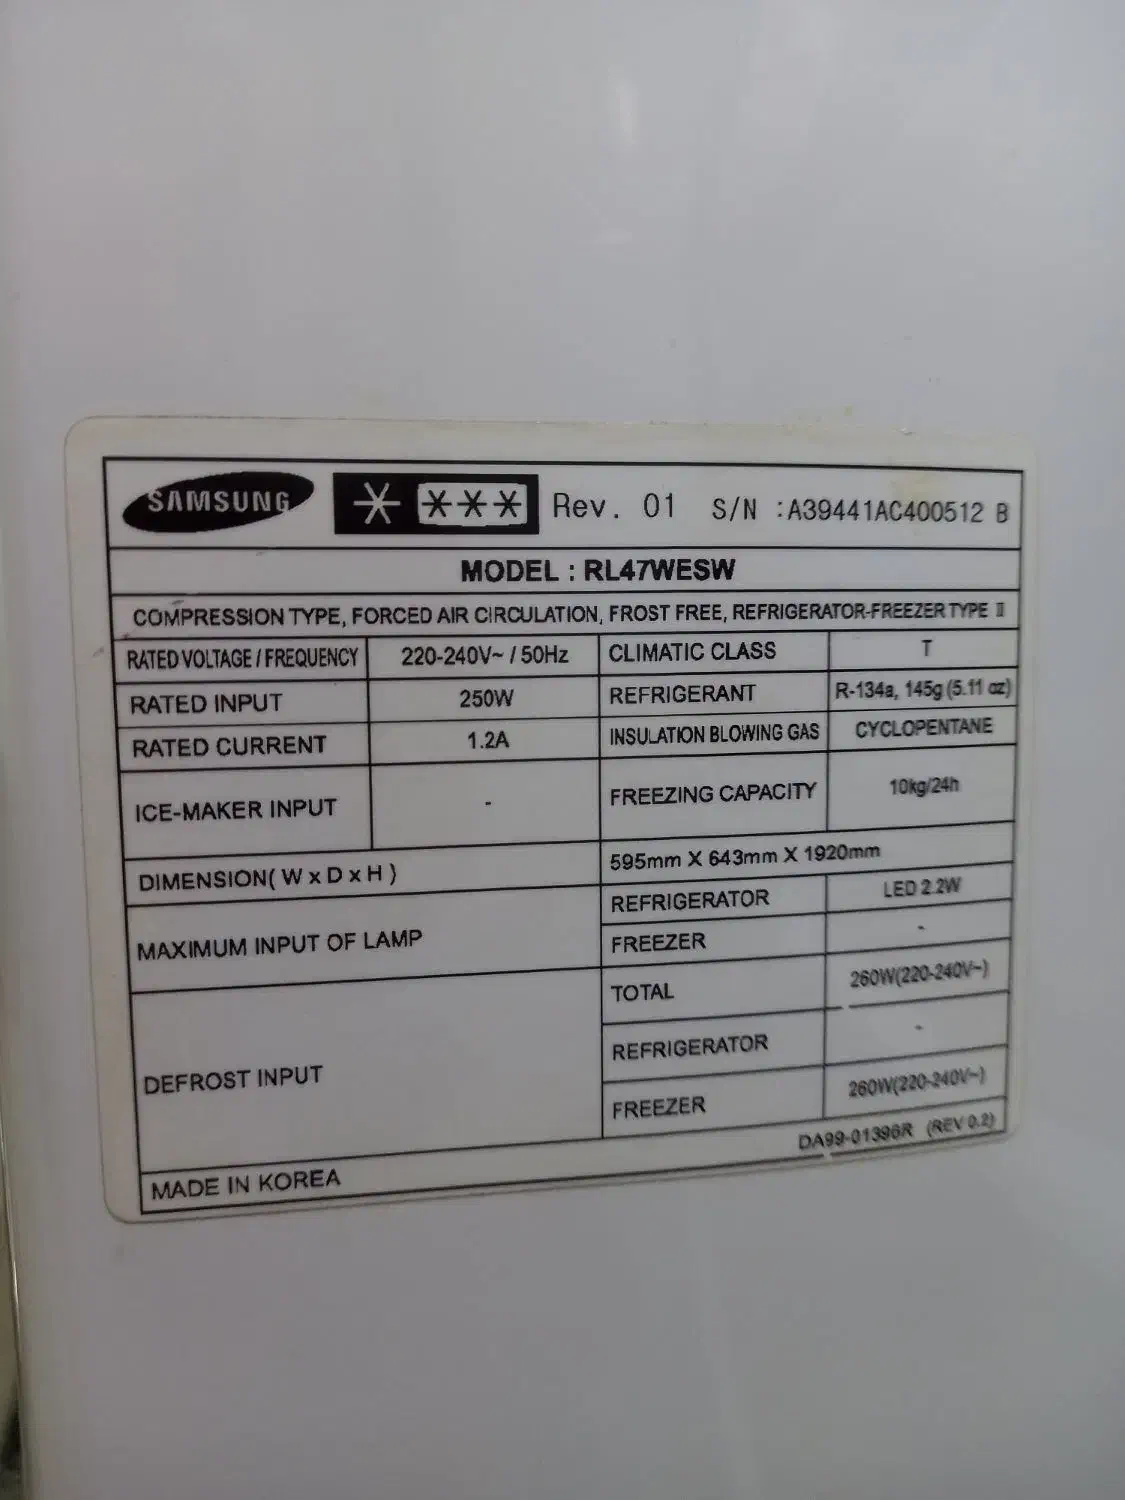 SAMSUNG * *** Rev. 01 S/N :A39441AC400512 B
MODEL : RL47WESW
COMPRESSION TYPE, FORCED AIR CIRCULATION, FROST FREE, REFRIGERATOR-FREEZER TYPE II
RATED VOLTAGE / FREQUENCY 220-240V~ / 50Hz CLIMATIC CLASS T
RATED INPUT 250W REFRIGERANT R-134a, 145g (5.11 oz)
RATED CURRENT 1.2A INSULATION BLOWING GAS CYCLOPENTANE
ICE-MAKER INPUT - FREEZING CAPACITY 10kg/24h
DIMENSION( W x D x H ) 595mm X 643mm X 1920mm
MAXIMUM INPUT OF LAMP REFRIGERATOR LED 2.2W
FREEZER -
DEFROST INPUT TOTAL 260W(220-240V~)
REFRIGERATOR -
FREEZER 260W(220-240V~)
DA99-01396R (REV 0.2)
MADE IN KOREA